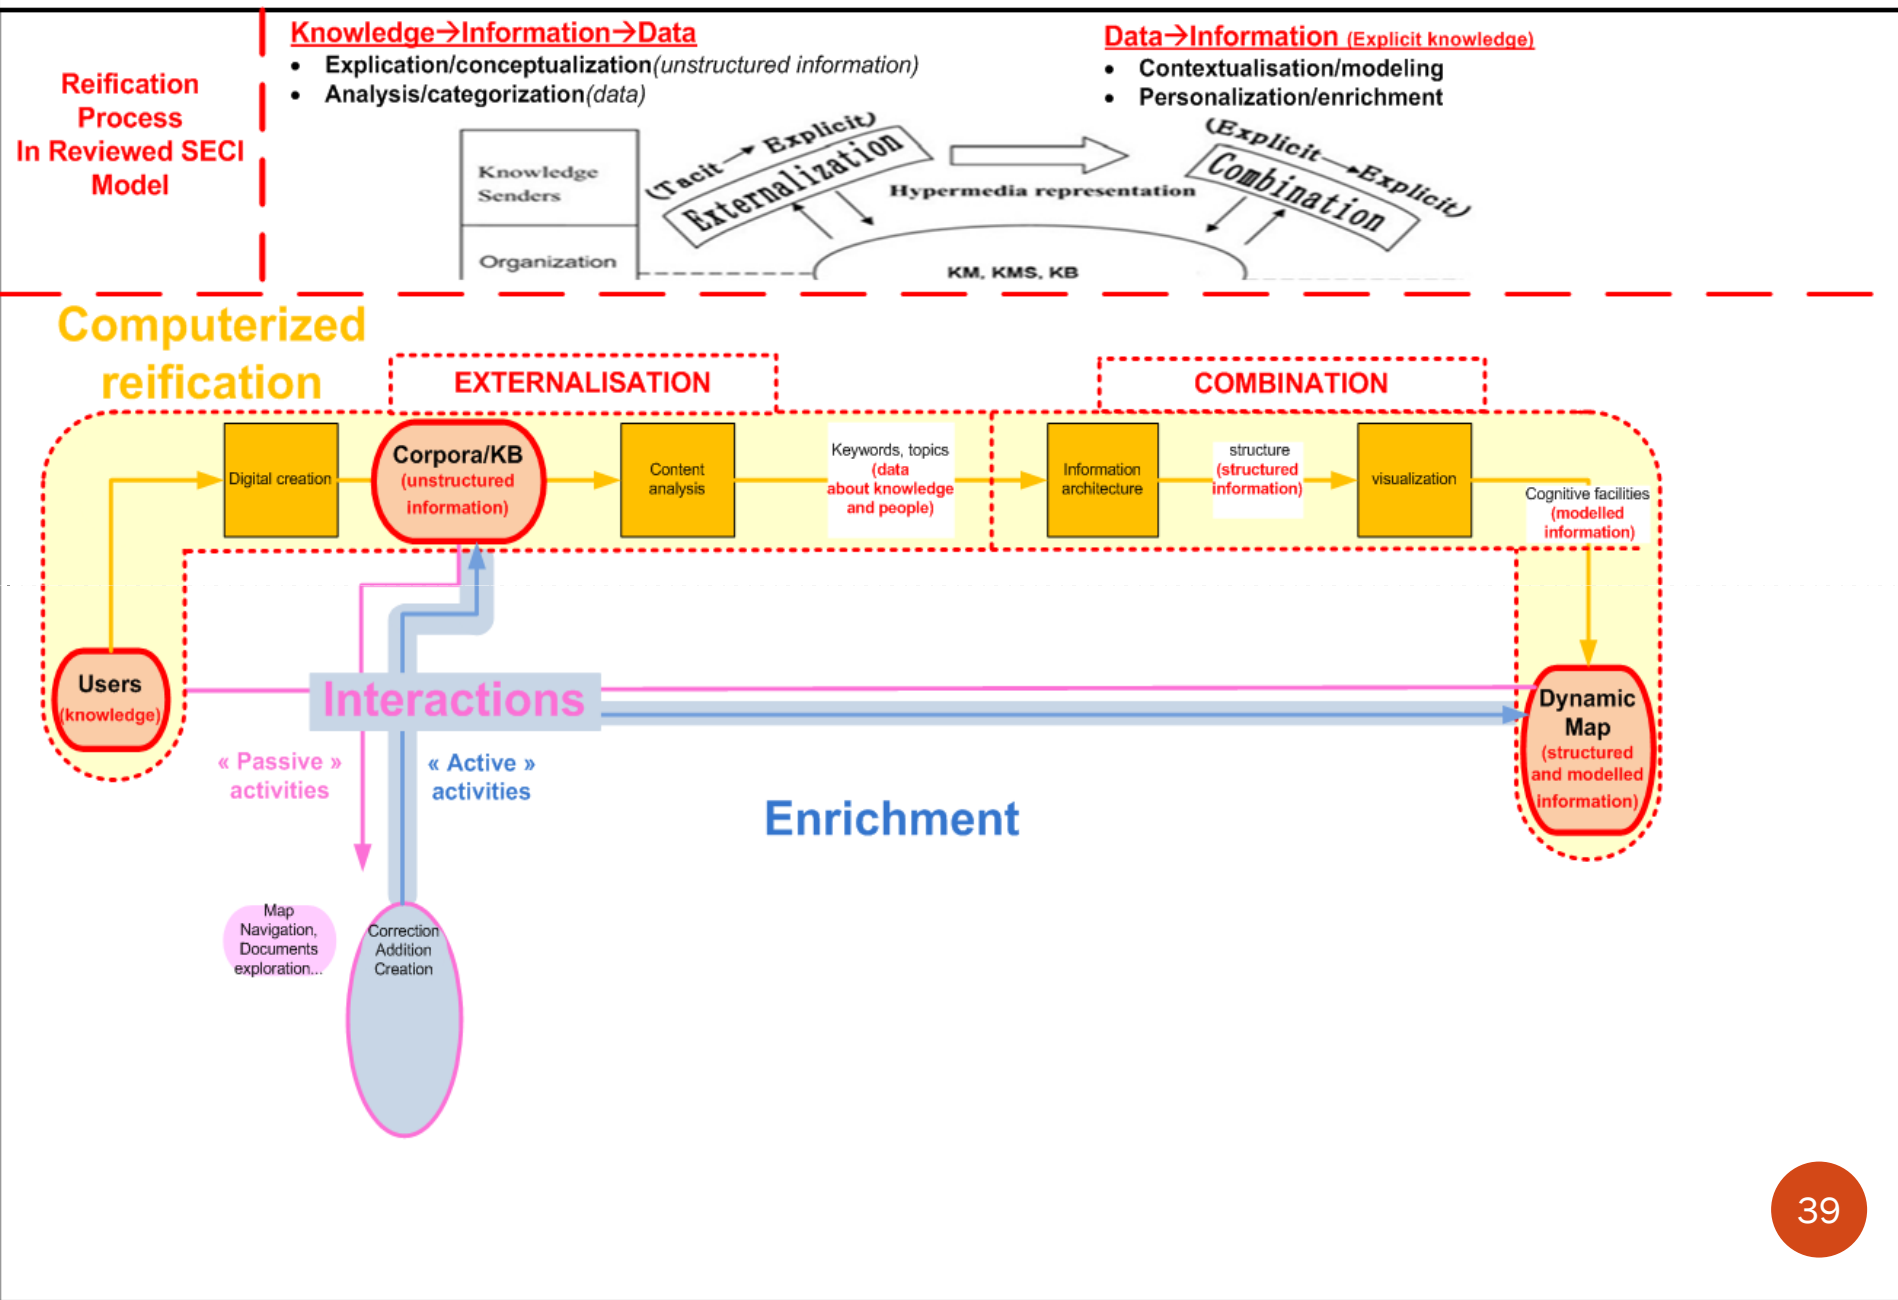 Reification
Process
In Reviewed SECI
Model
Knowledge→Information→Data
• Explication/conceptualization(unstructured information)
• Analysis/categorization(data)
Data→Information (Explicit knowledge)
• Contextualisation/modeling
• Personalization/enrichment
Knowledge
Senders
Organization
(Tacit → Explicit)
Externalization
Hypermedia representation
(Explicit→Explicit)
Combination
KM, KMS, KB
Computerized
reification
EXTERNALISATION
COMBINATION
Digital creation
Corpora/KB
(unstructured
information)
Content
analysis
Keywords, topics
(data
about knowledge
and people)
Information
architecture
structure
(structured
information)
visualization
Cognitive facilities
(modelled
information)
Users
(knowledge)
Interactions
Dynamic
Map
(structured
and modelled
information)
« Passive »
activities
« Active »
activities
Enrichment
Map
Navigation,
Documents
exploration...
Correction
Addition
Creation
39